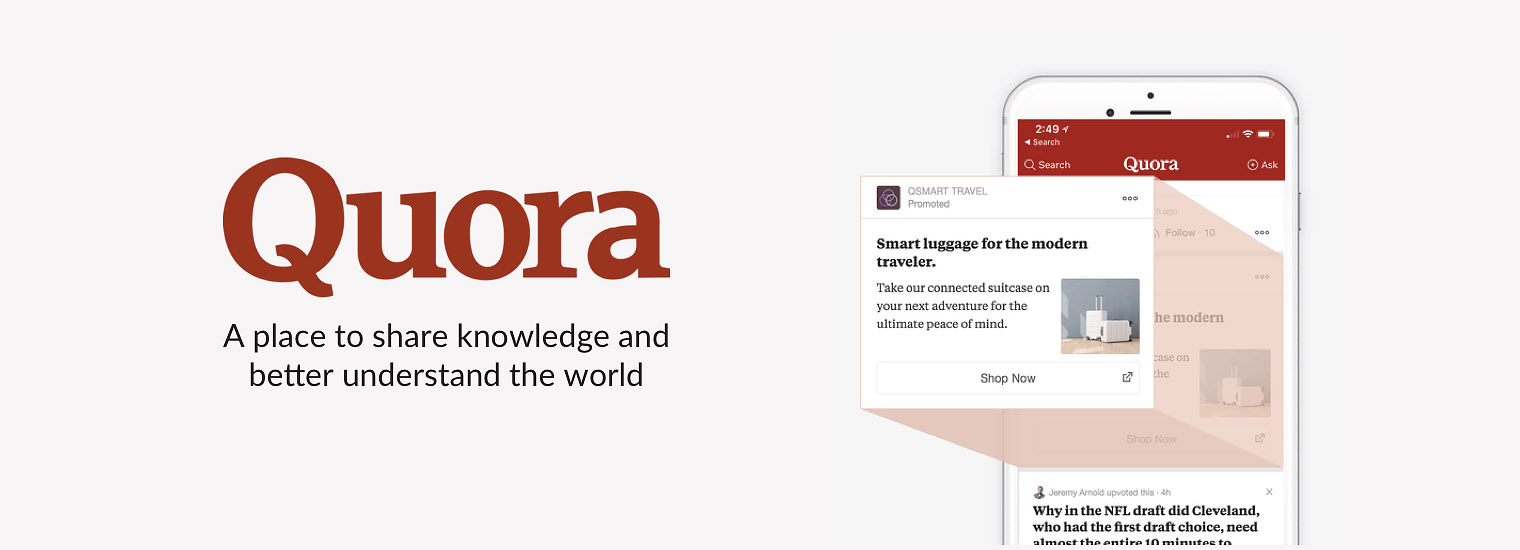 Quora
A place to share knowledge and
better understand the world
2:49
Search
Search
Quora
Ask
QSMART TRAVEL
Promoted
Smart luggage for the modern
traveler.
Take our connected suitcase on
your next adventure for the
ultimate peace of mind.
Shop Now
h ago
Follow · 10
he modern
case on
the
Shop Now
Jeremy Arnold upvoted this · 4h
Why in the NFL draft did Cleveland,
who had the first draft choice, need
almost the entire 10 minutes to